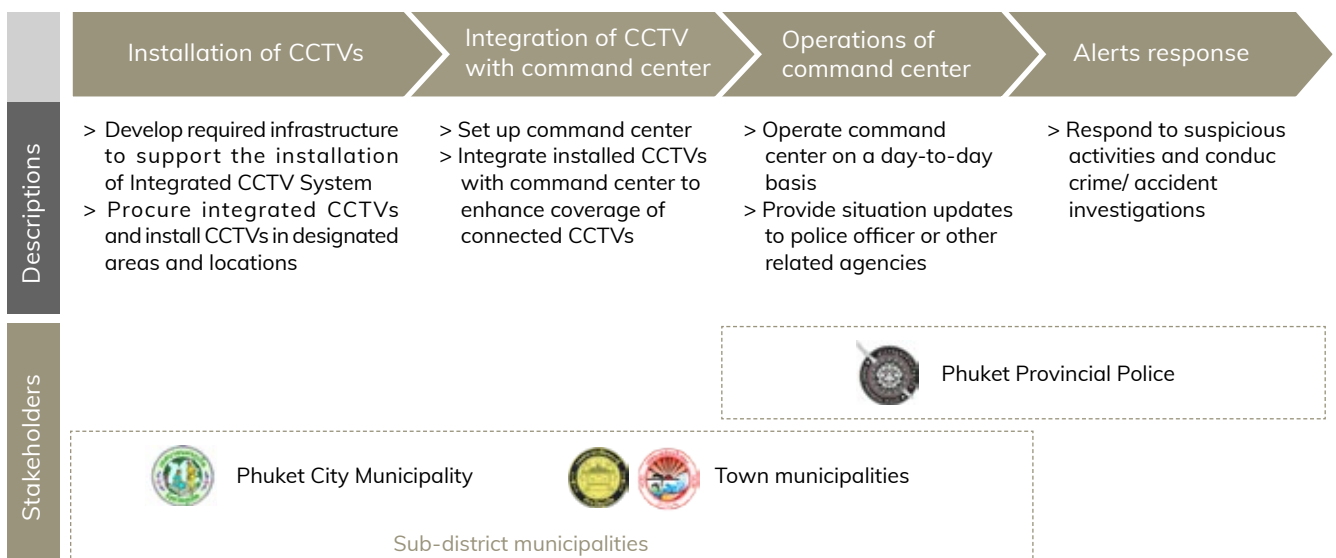 Installation of CCTVs
Integration of CCTV
with command center
Operations of
command center
Alerts response
Descriptions
> Develop required infrastructure
to support the installation
of Integrated CCTV System
> Procure integrated CCTVs
and install CCTVs in designated
areas and locations
> Set up command center
> Integrate installed CCTVs
with command center to
enhance coverage of
connected CCTVs
> Operate command
center on a day-to-day
basis
> Provide situation updates
to police officer or other
related agencies
> Respond to suspicious
activities and conduc
crime/ accident
investigations
Stakeholders
Phuket Provincial Police
Phuket City Municipality
Town municipalities
Sub-district municipalities